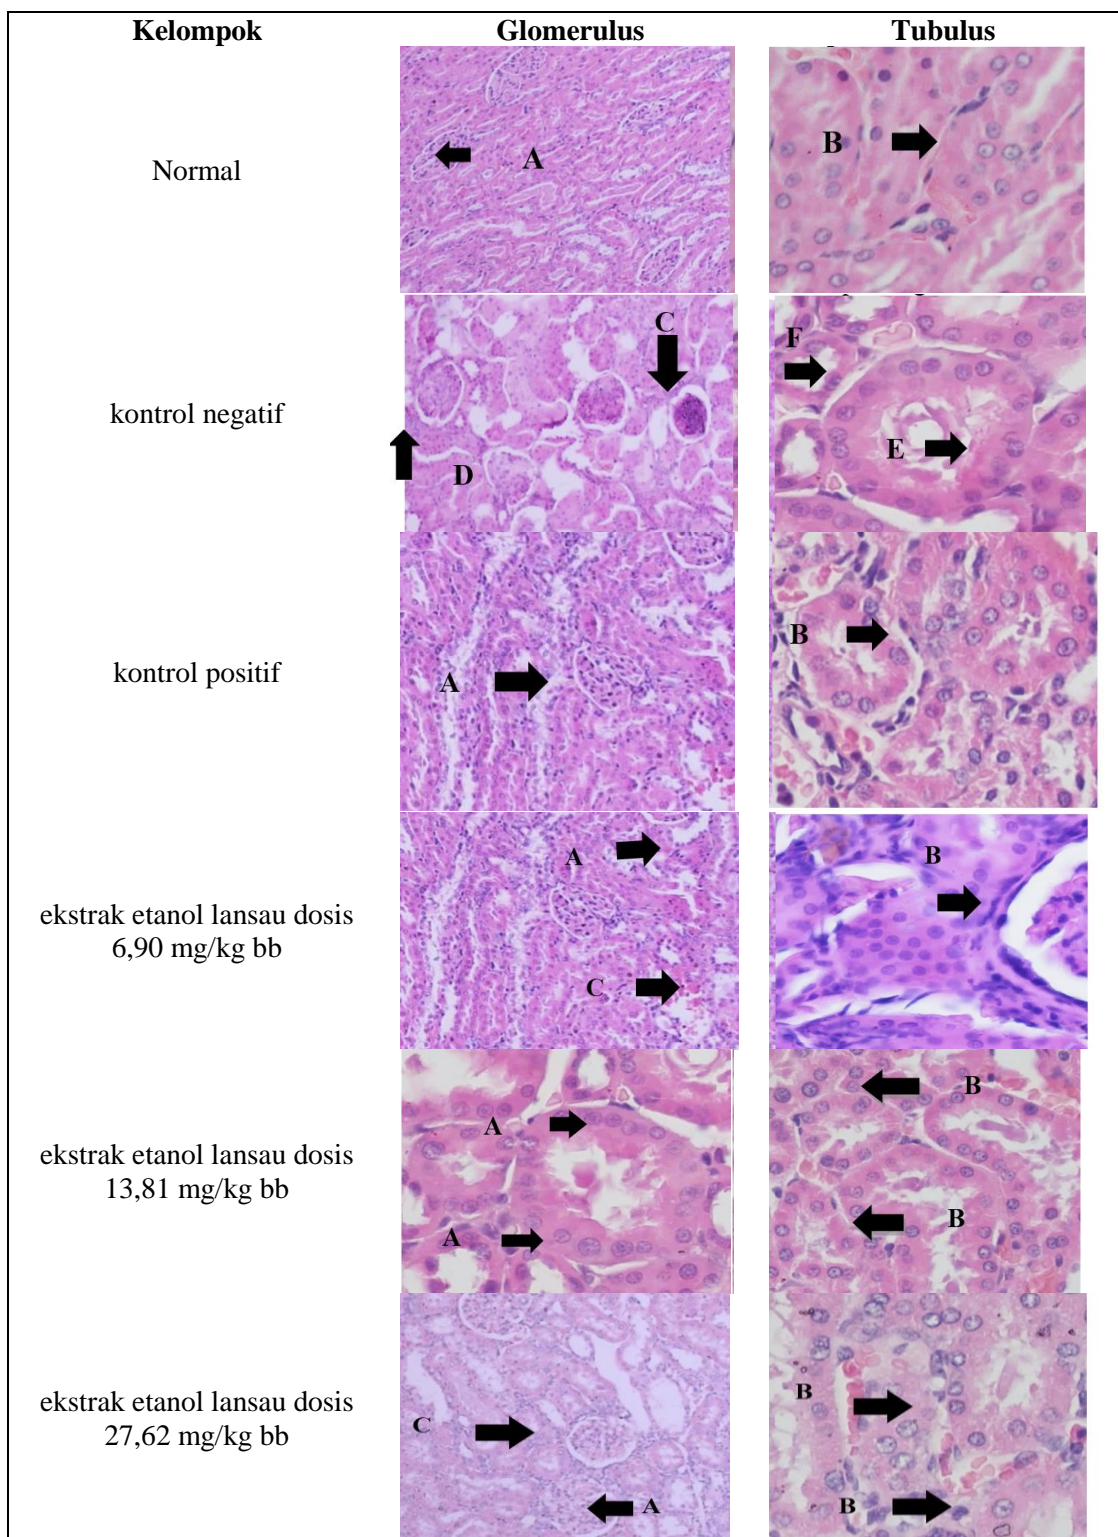 Kelompok Glomerulus Tubulus
Normal
A
B
kontrol negatif
C
D
F
E
kontrol positif
A
B
ekstrak etanol lansau dosis
6,90 mg/kg bb
A
C
B
ekstrak etanol lansau dosis
13,81 mg/kg bb
A
A
B
B
ekstrak etanol lansau dosis
27,62 mg/kg bb
C
A
B
B